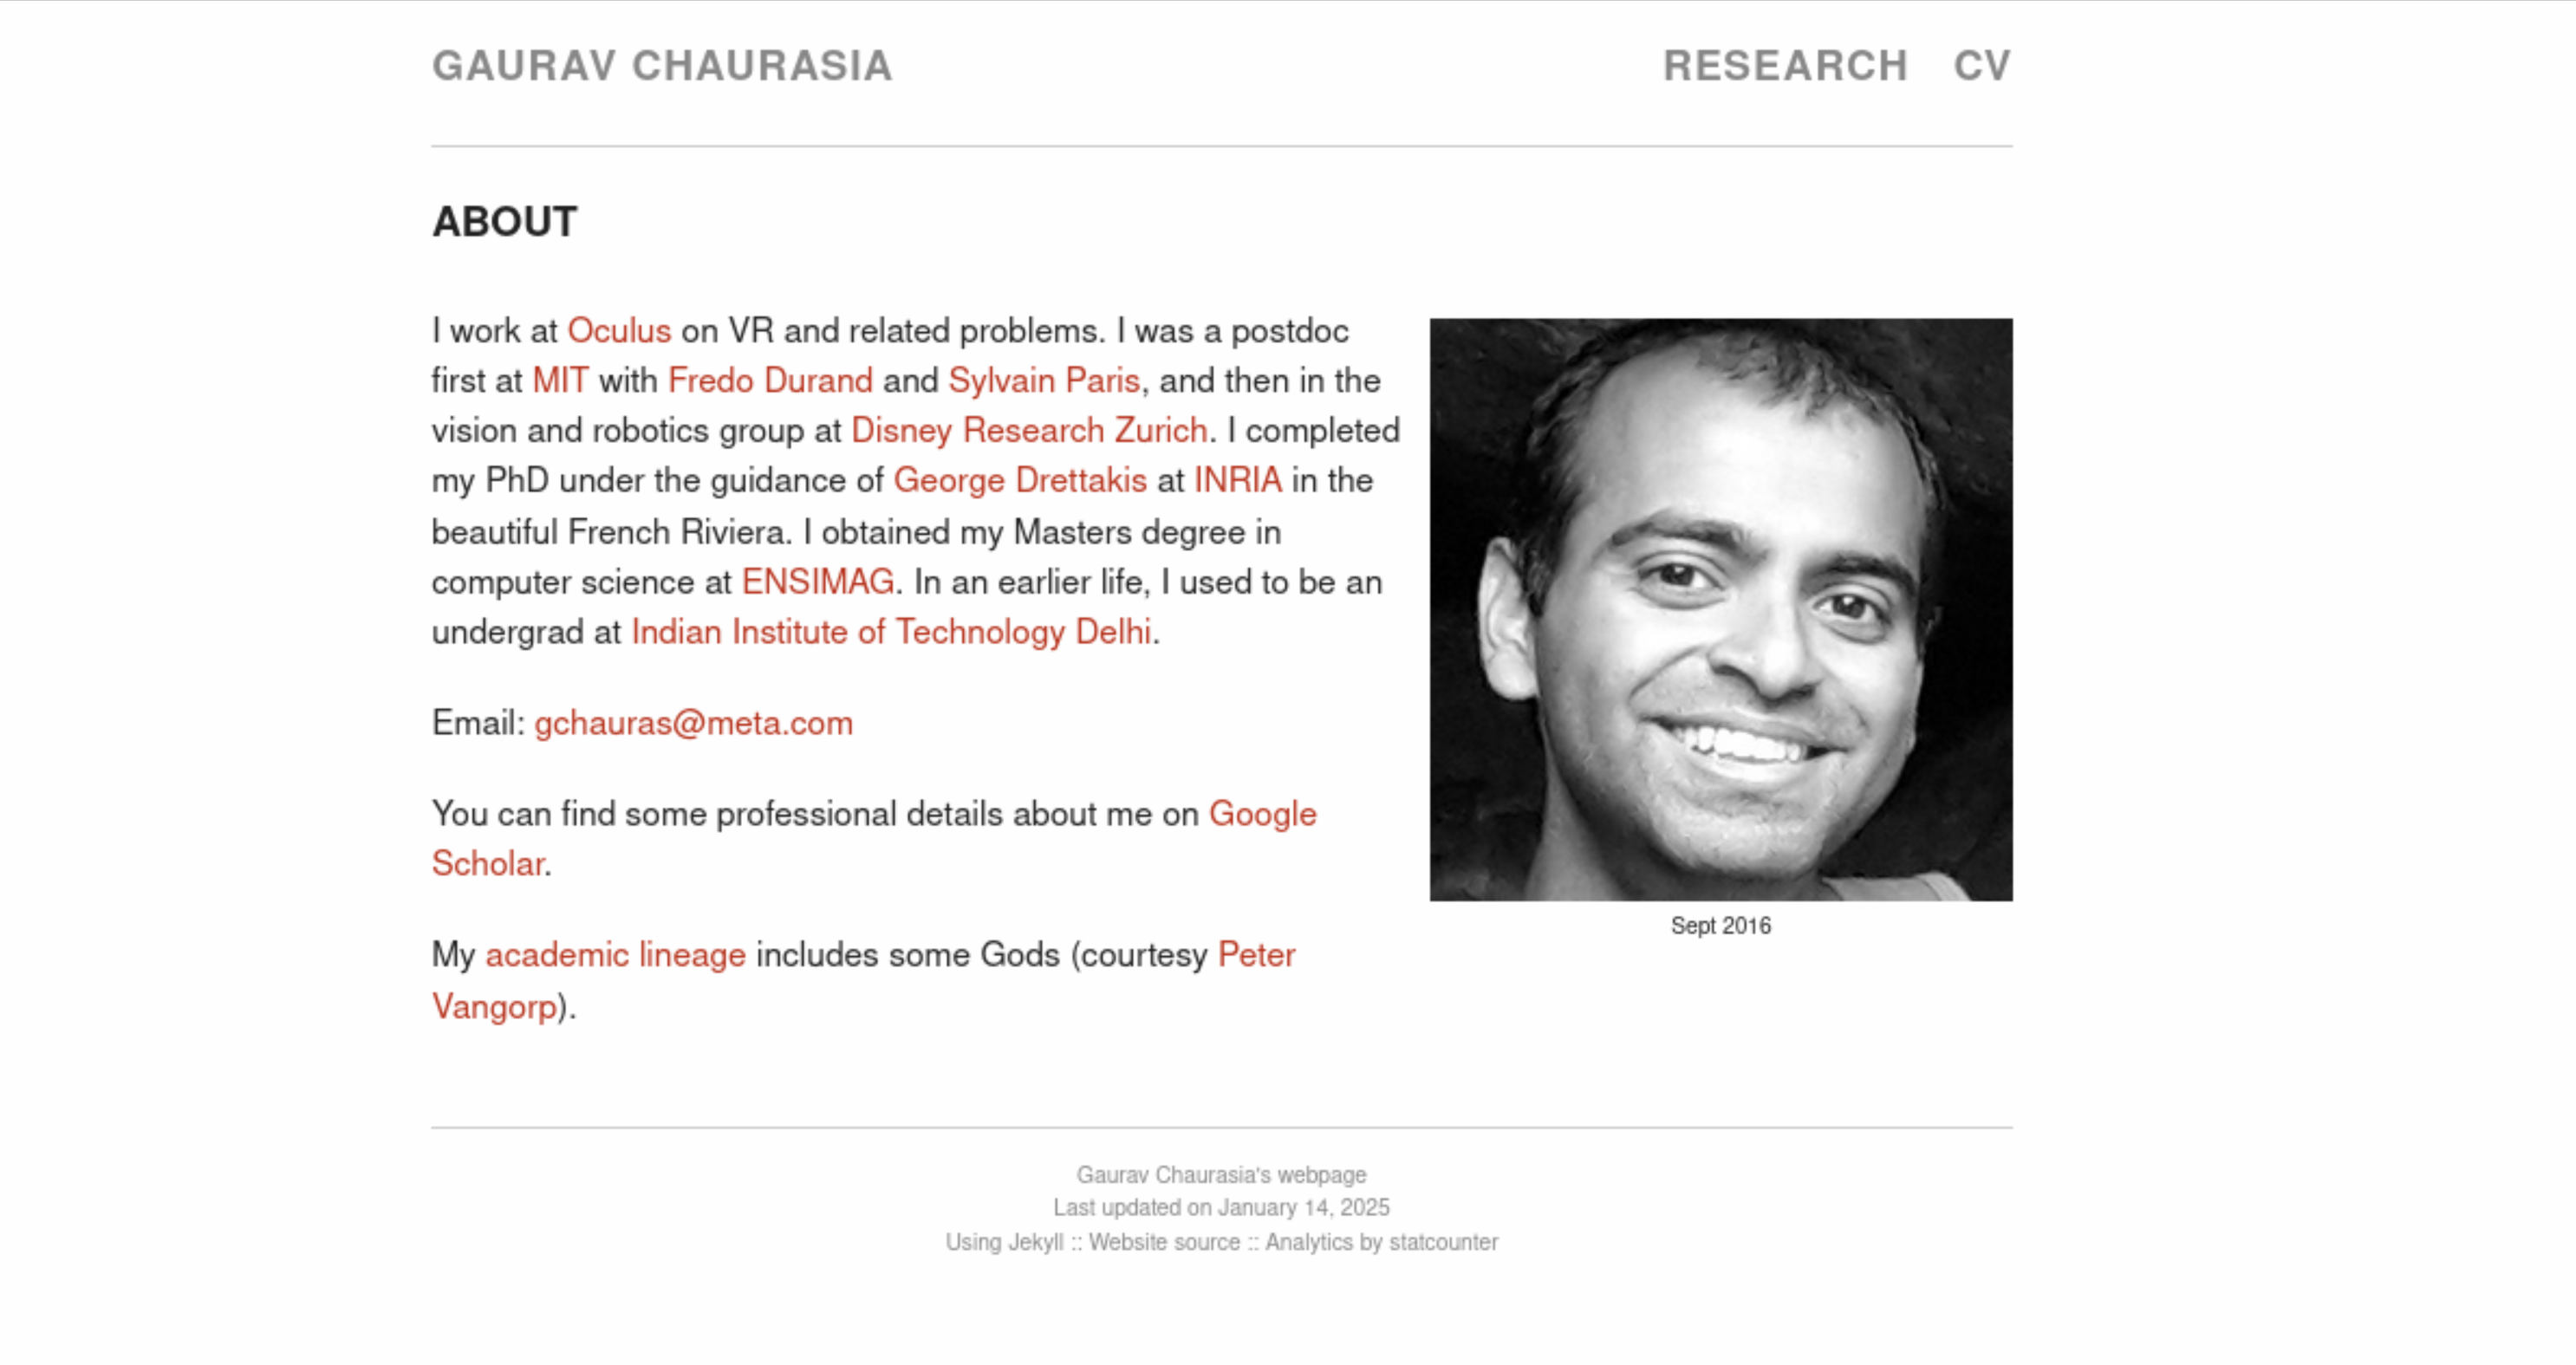 GAURAV CHAURASIA
RESEARCH CV
ABOUT
I work at Oculus on VR and related problems. I was a postdoc
first at MIT with Fredo Durand and Sylvain Paris, and then in the
vision and robotics group at Disney Research Zurich. I completed
my PhD under the guidance of George Drettakis at INRIA in the
beautiful French Riviera. I obtained my Masters degree in
computer science at ENSIMAG. In an earlier life, I used to be an
undergrad at Indian Institute of Technology Delhi.
Email: gchauras@meta.com
You can find some professional details about me on Google
Scholar.
My academic lineage includes some Gods (courtesy Peter
Vangorp).
Sept 2016
Gaurav Chaurasia's webpage
Last updated on January 14, 2025
Using Jekyll :: Website source :: Analytics by statcounter